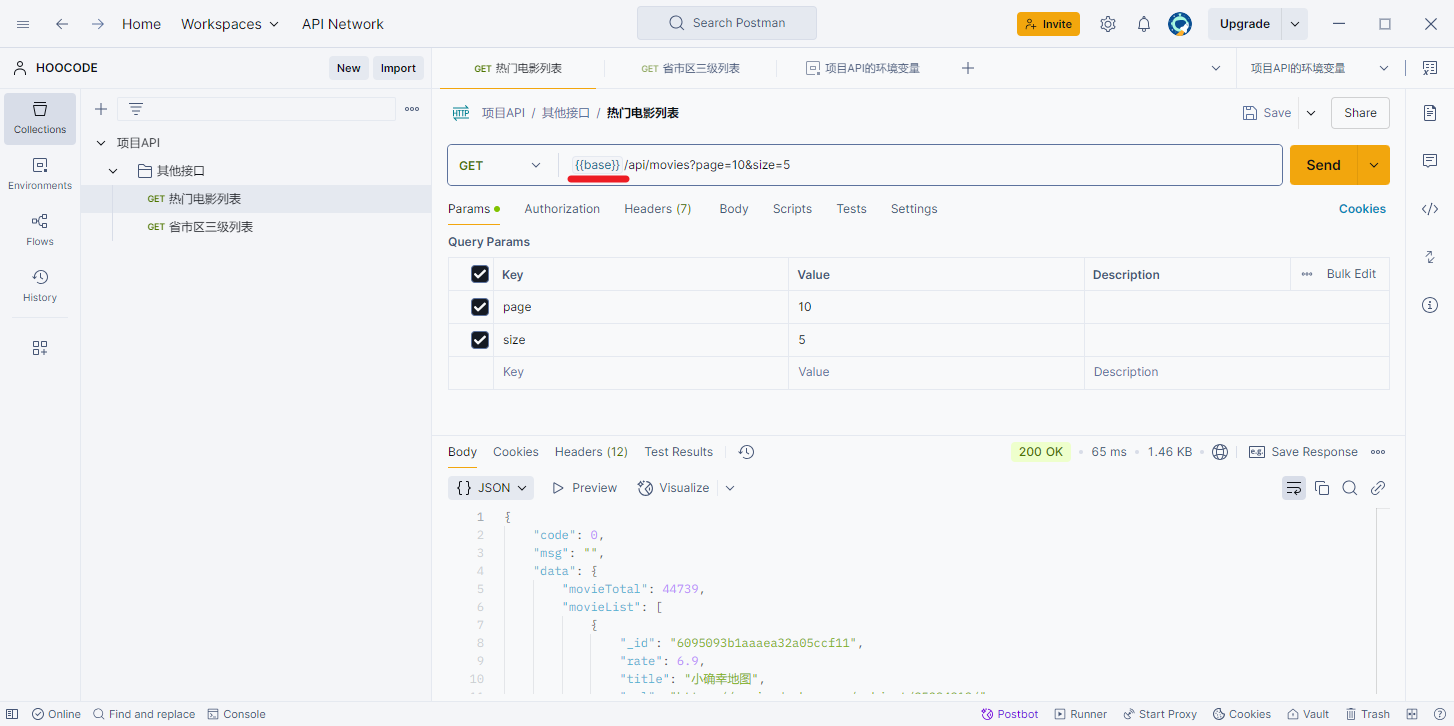 Home Workspaces API Network Search Postman Invite Upgrade
HOOCODE New Import GET 热门电影列表 GET 省市区三级列表 项目API的环境变量 项目API的环境变量
Collections
Environments
Flows
History
项目API
其他接口
GET 热门电影列表
GET 省市区三级列表
HTTP 项目API / 其他接口 / 热门电影列表 Save Share
GET {{base}} /api/movies?page=10&size=5 Send
Params Authorization Headers (7) Body Scripts Tests Settings Cookies
Query Params
Key Value Description Bulk Edit
page 10
size 5
Key Value Description
Body Cookies Headers (12) Test Results 200 OK 65 ms 1.46 KB e.g. Save Response
{} JSON Preview Visualize
1 {
2 "code": 0,
3 "msg": "",
4 "data": {
5 "movieTotal": 44739,
6 "movieList": [
7 {
8 "_id": "6095093b1aaaea32a05ccf11",
9 "rate": 6.9,
10 "title": "小确幸地图",
Online Find and replace Console Postbot Runner Start Proxy Cookies Vault Trash